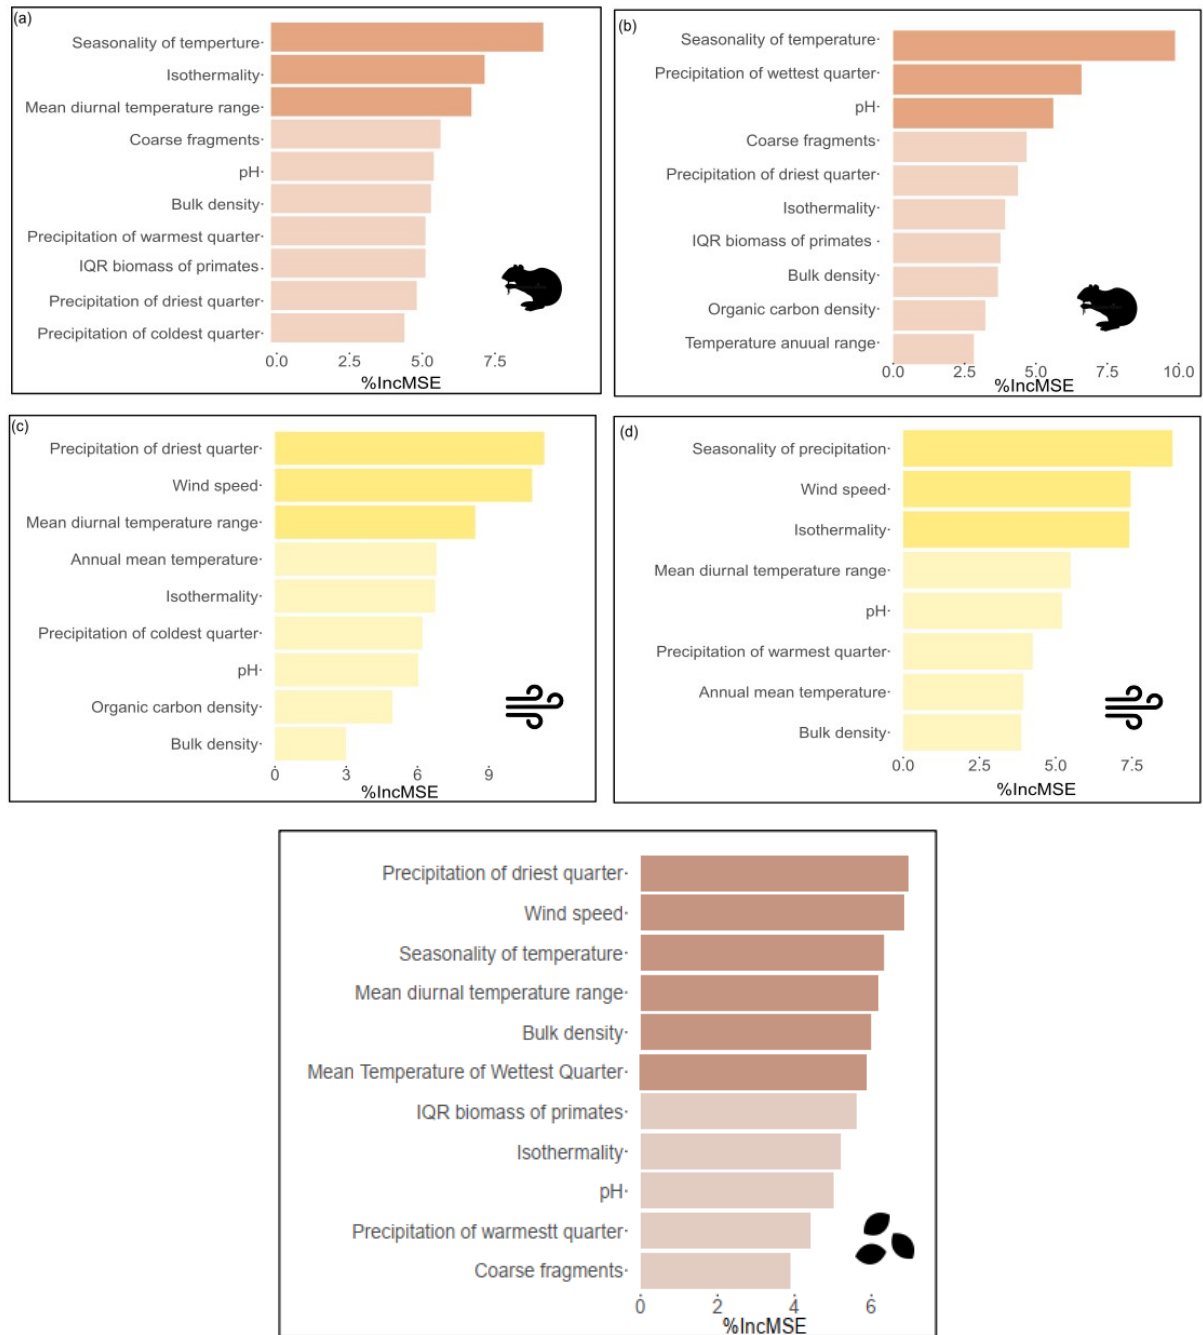 (a)
Seasonality of temperture
Isothermality
Mean diurnal temperature range
Coarse fragments
pH
Bulk density
Precipitation of warmest quarter
IQR biomass of primates
Precipitation of driest quarter
Precipitation of coldest quarter
0.0 2.5 5.0 7.5
%IncMSE
(b)
Seasonality of temperature
Precipitation of wettest quarter
pH
Coarse fragments
Precipitation of driest quarter
Isothermality
IQR biomass of primates
Bulk density
Organic carbon density
Temperature anuual range
0.0 2.5 5.0 7.5 10.0
%IncMSE
(c)
Precipitation of driest quarter
Wind speed
Mean diurnal temperature range
Annual mean temperature
Isothermality
Precipitation of coldest quarter
pH
Organic carbon density
Bulk density
0 3 6 9
%IncMSE
(d)
Seasonality of precipitation
Wind speed
Isothermality
Mean diurnal temperature range
pH
Precipitation of warmest quarter
Annual mean temperature
Bulk density
0.0 2.5 5.0 7.5
%IncMSE
Precipitation of driest quarter
Wind speed
Seasonality of temperature
Mean diurnal temperature range
Bulk density
Mean Temperature of Wettest Quarter
IQR biomass of primates
Isothermality
pH
Precipitation of warmestt quarter
Coarse fragments
0 2 4 6
%IncMSE